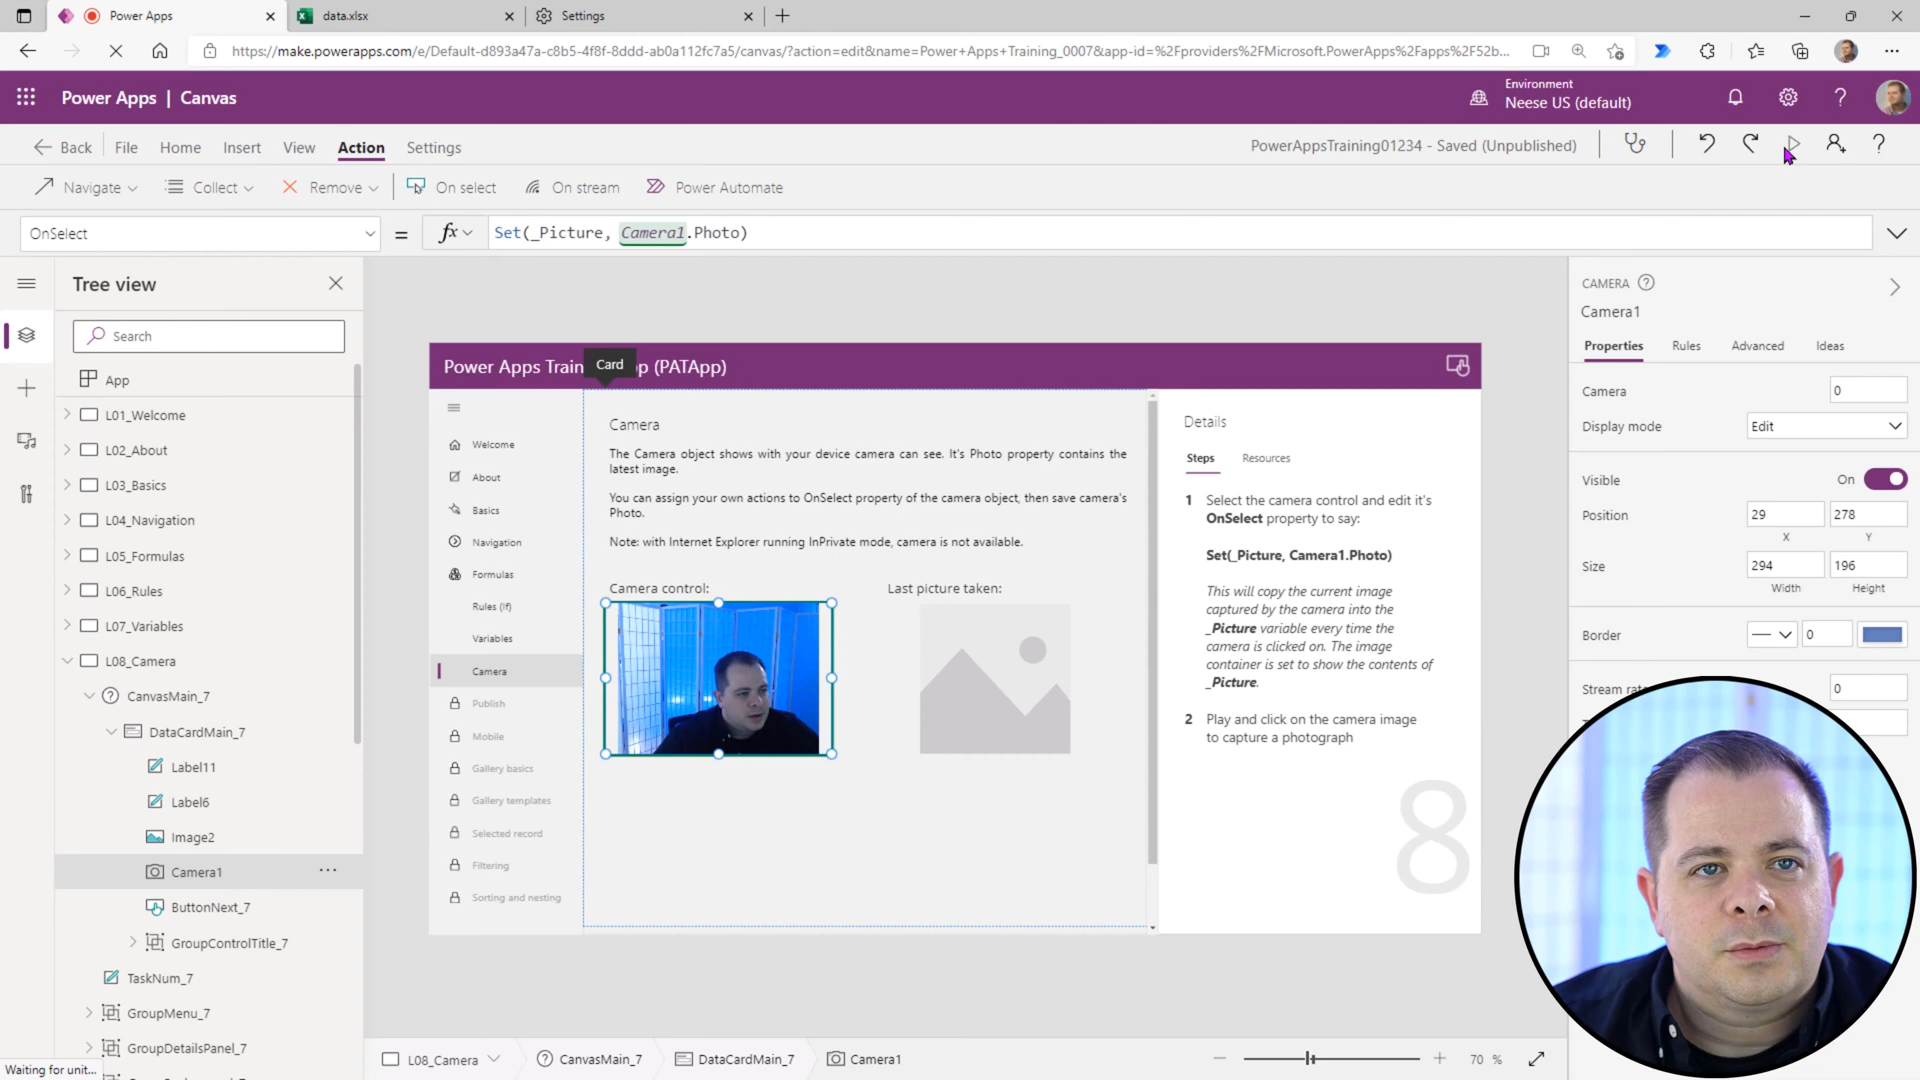 Power Apps
data.xlsx
Settings
https://make.powerapps.com/e/Default-d893a47a-c8b5-4f8f-8ddd-ab0a112fc7a5/canvas/?action=edit&name=Power+Apps+Training_0007&app-id=%2Fproviders%2FMicrosoft.PowerApps%2Fapps%2F52b...
Power Apps | Canvas
Environment
Neese US (default)
Back File Home Insert View Action Settings
PowerAppsTraining01234 - Saved (Unpublished)
Navigate Collect Remove On select On stream Power Automate
OnSelect = fx Set(_Picture, Camera1.Photo)
Tree view
Search
App
L01_Welcome
L02_About
L03_Basics
L04_Navigation
L05_Formulas
L06_Rules
L07_Variables
L08_Camera
CanvasMain_7
DataCardMain_7
Label11
Label6
Image2
Camera1
ButtonNext_7
GroupControlTitle_7
TaskNum_7
GroupMenu_7
GroupDetailsPanel_7
Waiting for unit...
Power Apps Train
Card
p (PATApp)
Welcome
About
Basics
Navigation
Formulas
Rules (If)
Variables
Camera
Publish
Mobile
Gallery basics
Gallery templates
Selected record
Filtering
Sorting and nesting
Camera
The Camera object shows with your device camera can see. It's Photo property contains the
latest image.
You can assign your own actions to OnSelect property of the camera object, then save camera's
Photo.
Note: with Internet Explorer running InPrivate mode, camera is not available.
Camera control:
Last picture taken:
Details
Steps Resources
1 Select the camera control and edit it's
OnSelect property to say:
Set(_Picture, Camera1.Photo)
This will copy the current image
captured by the camera into the
_Picture variable every time the
camera is clicked on. The image
container is set to show the contents of
_Picture.
2 Play and click on the camera image
to capture a photograph
8
CAMERA
Camera1
Properties Rules Advanced Ideas
Camera 0
Display mode Edit
Visible On
Position 29 278
X Y
Size 294 196
Width Height
Border 0
Stream rate 0
L08_Camera CanvasMain_7 DataCardMain_7 Camera1
70 %